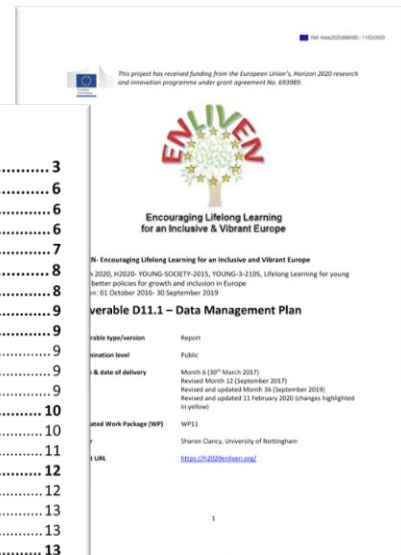 Ref. Ares(2020)888080 - 11/02/2020
This project has received funding from the European Union's, Horizon 2020 research
and innovation programme under grant agreement No. 693989.
ENLIVEN
Encouraging Lifelong Learning
for an Inclusive & Vibrant Europe
N- Encouraging Lifelong Learning for an Inclusive and Vibrant Europe
2020, H2020- YOUNG-SOCIETY-2015, YOUNG-3-2105, Lifelong Learning for young
better policies for growth and inclusion in Europe
n: 01 October 2016- 30 September 2019
verable D11.1 – Data Management Plan
rable type/version Report
mination level Public
& date of delivery Month 6 (30th March 2017)
Revised Month 12 (September 2017)
Revised and updated Month 36 (September 2019)
Revised and updated 11 February 2020 (changes highlighted
in yellow)
ated Work Package (WP) WP11
r Sharon Clancy, University of Nottingham
t URL https://h2020enliven.org/
1
........... 3
........... 6
........... 6
........... 6
........... 7
........... 8
........... 8
........... 9
........... 9
........... 9
........... 9
........... 9
.......... 10
.......... 10
.......... 11
.......... 12
.......... 12
.......... 13
.......... 13
.......... 13